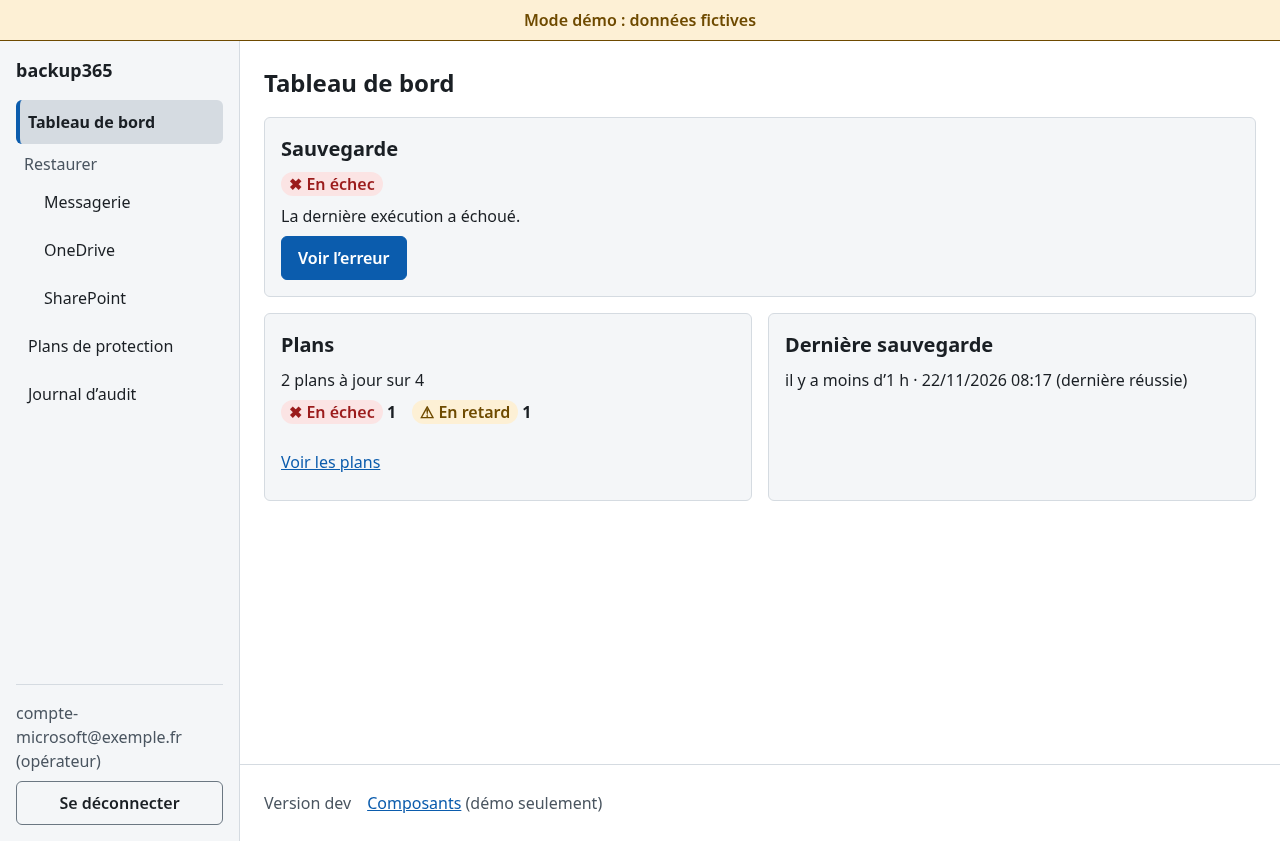 Mode démo : données fictives
backup365
Tableau de bord
Restaurer
Messagerie
OneDrive
SharePoint
Plans de protection
Journal d’audit
compte-
microsoft@exemple.fr
(opérateur)
Se déconnecter
Tableau de bord
Sauvegarde
✖ En échec
La dernière exécution a échoué.
Voir l’erreur
Plans
2 plans à jour sur 4
✖ En échec 1 ⚠ En retard 1
Voir les plans
Dernière sauvegarde
il y a moins d’1 h · 22/11/2026 08:17 (dernière réussie)
Version dev Composants (démo seulement)